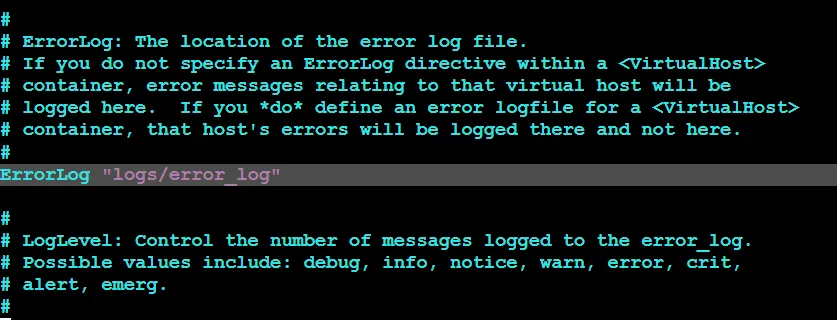 #
# ErrorLog: The location of the error log file.
# If you do not specify an ErrorLog directive within a <VirtualHost>
# container, error messages relating to that virtual host will be
# logged here.  If you *do* define an error logfile for a <VirtualHost>
# container, that host's errors will be logged there and not here.
#
ErrorLog "logs/error_log"
#
# LogLevel: Control the number of messages logged to the error_log.
# Possible values include: debug, info, notice, warn, error, crit,
# alert, emerg.
#